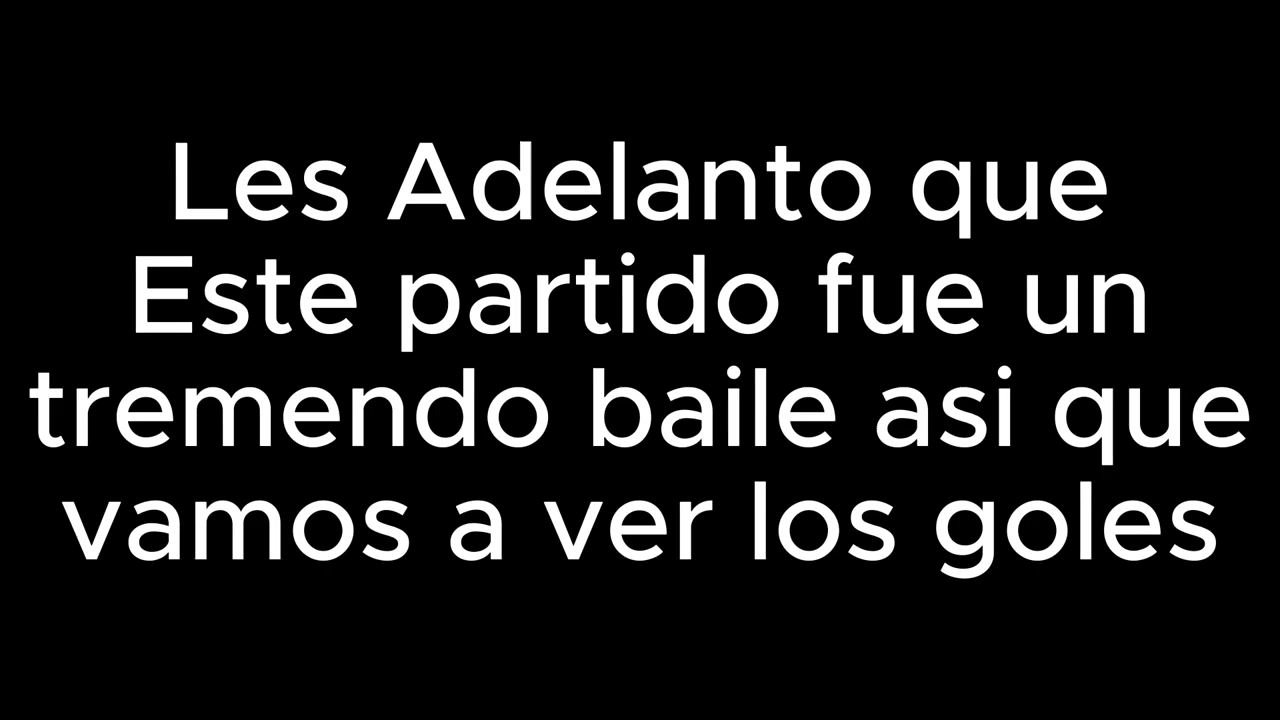 Les Adelanto que
Este partido fue un
tremendo baile asi que
vamos a ver los goles